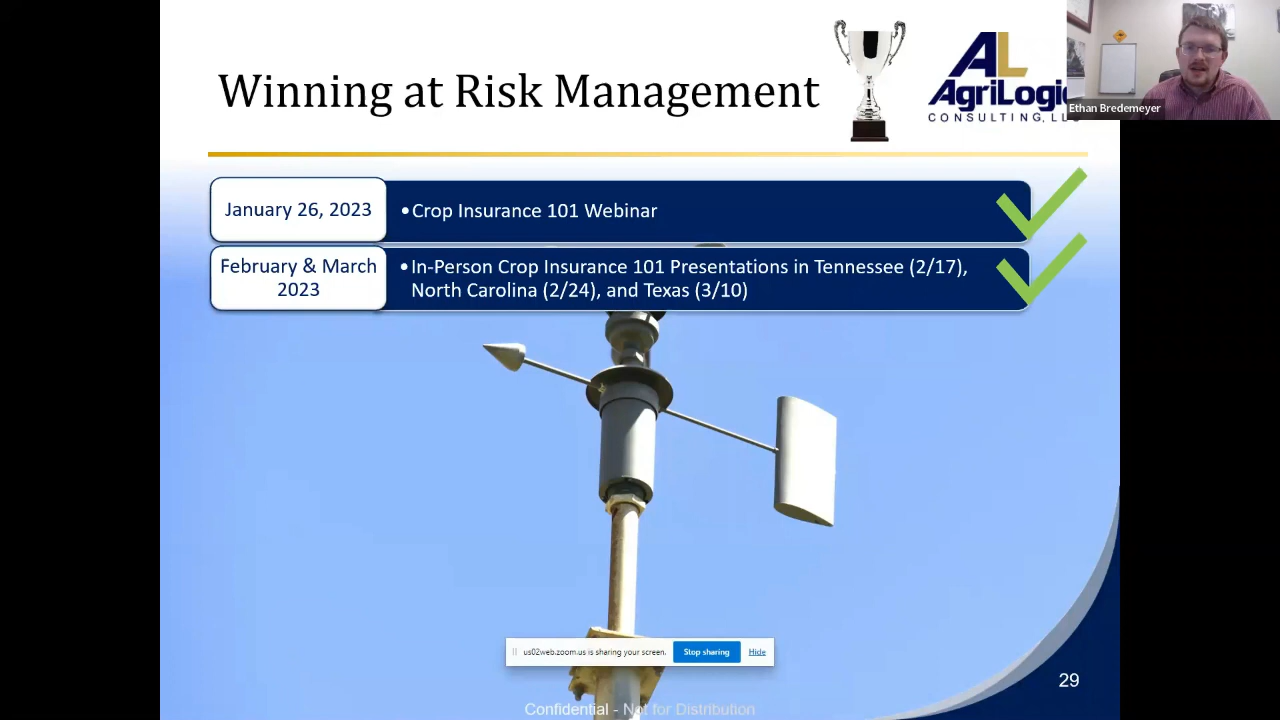 Winning at Risk Management
AL
AgriLogic
CONSULTING, LL
Ethan Bredemeyer
January 26, 2023
•Crop Insurance 101 Webinar
February & March
2023
•In-Person Crop Insurance 101 Presentations in Tennessee (2/17),
North Carolina (2/24), and Texas (3/10)
us02web.zoom.us is sharing your screen.
Stop sharing
Hide
29
Confidential - Not for Distribution